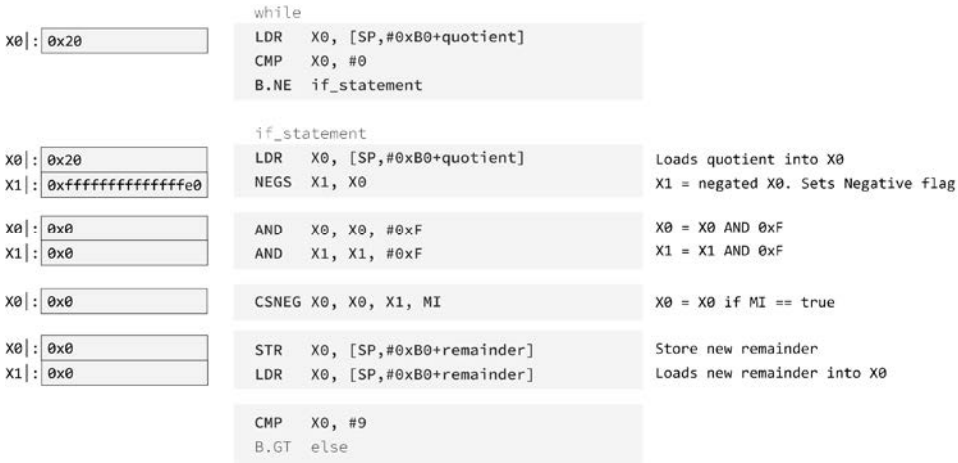 while
X0|: 0x20 LDR X0, [SP,#0xB0+quotient]
CMP X0, #0
B.NE if_statement
if_statement
X0|: 0x20 LDR X0, [SP,#0xB0+quotient] Loads quotient into X0
X1|: 0xffffffffffffffe0 NEGS X1, X0 X1 = negated X0. Sets Negative flag
X0|: 0x0 AND X0, X0, #0xF X0 = X0 AND 0xF
X1|: 0x0 AND X1, X1, #0xF X1 = X1 AND 0xF
X0|: 0x0 CSNEG X0, X0, X1, MI X0 = X0 if MI == true
X0|: 0x0 STR X0, [SP,#0xB0+remainder] Store new remainder
X1|: 0x0 LDR X0, [SP,#0xB0+remainder] Loads new remainder into X0
CMP X0, #9
B.GT else